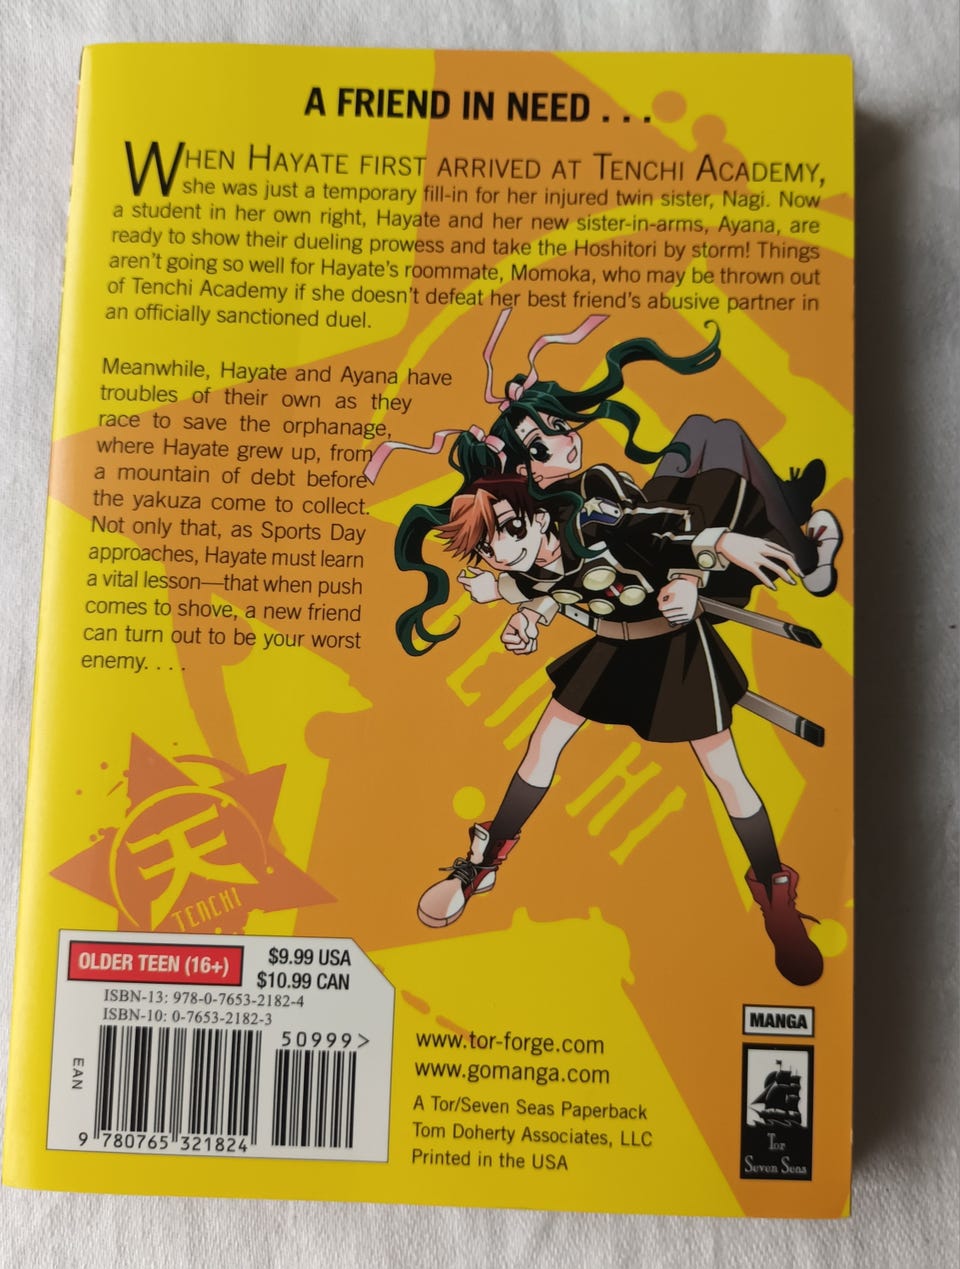 A FRIEND IN NEED . . .
WHEN HAYATE FIRST ARRIVED AT TENCHI ACADEMY,
she was just a temporary fill-in for her injured twin sister, Nagi. Now
a student in her own right, Hayate and her new sister-in-arms, Ayana, are
ready to show their dueling prowess and take the Hoshitori by storm! Things
aren't going so well for Hayate's roommate, Momoka, who may be thrown out
of Tenchi Academy if she doesn't defeat her best friend's abusive partner in
an officially sanctioned duel.
Meanwhile, Hayate and Ayana have
troubles of their own as they
race to save the orphanage,
where Hayate grew up, from
a mountain of debt before
the yakuza come to collect.
Not only that, as Sports Day
approaches, Hayate must learn
a vital lesson—that when push
comes to shove, a new friend
can turn out to be your worst
enemy. . . .
天
TENCHI
OLDER TEEN (16+)
$9.99 USA
$10.99 CAN
ISBN-13: 978-0-7653-2182-4
ISBN-10: 0-7653-2182-3
50999>
EAN
9 780765 321824
www.tor-forge.com
www.gomanga.com
A Tor/Seven Seas Paperback
Tom Doherty Associates, LLC
Printed in the USA
MANGA
Tor
Seven Seas